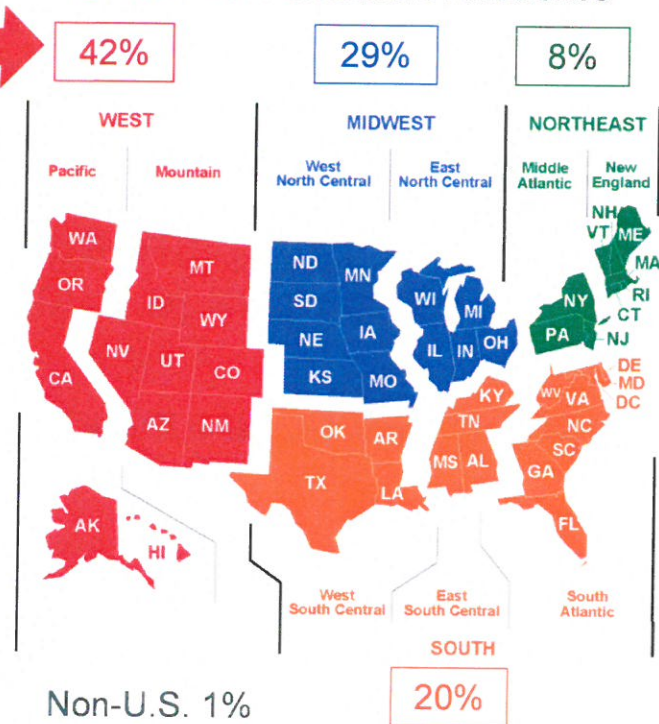 42%
29%
8%
WEST
MIDWEST
NORTHEAST
Pacific
Mountain
West
North Central
East
North Central
Middle
Atlantic
New
England
NH
VT
ME
WA
MT
ND
MN
MA
OR
ID
SD
WI
MI
NY
RI
CT
WY
NE
IA
PA
NJ
NV
UT
CO
IL
IN
OH
CA
KS
MO
DE
MD
DC
KY
WV
VA
AZ
NM
OK
AR
TN
NC
SC
TX
MS
AL
GA
LA
FL
AK
HI
West
South Central
East
South Central
South
Atlantic
SOUTH
Non-U.S. 1%
20%